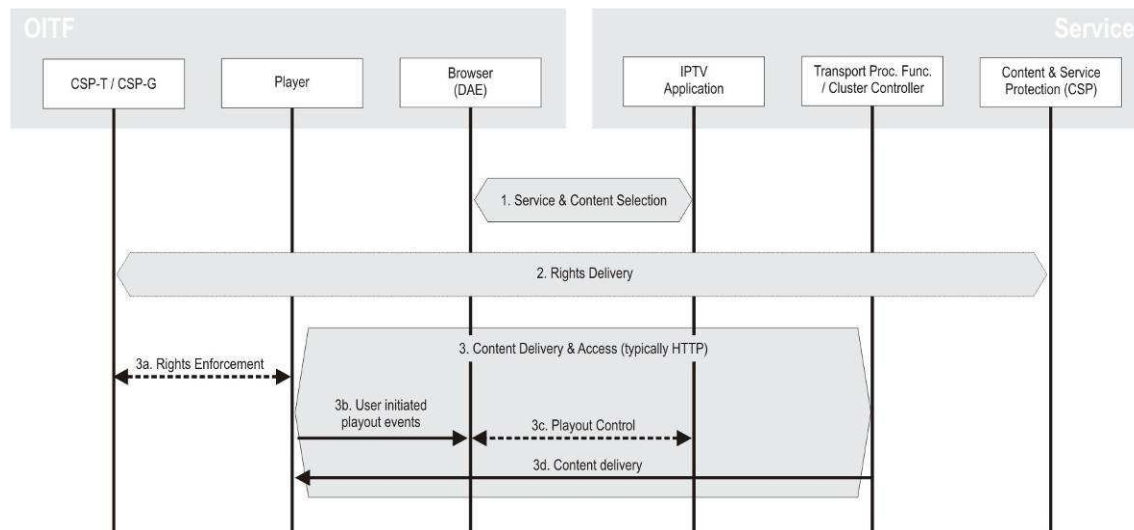 OITF
Service
CSP-T / CSP-G
Player
Browser
(DAE)
IPTV
Application
Transport Proc. Func.
/ Cluster Controller
Content & Service
Protection (CSP)
1. Service & Content Selection
2. Rights Delivery
3. Content Delivery & Access (typically HTTP)
3a. Rights Enforcement
3b. User initiated
playout events
3c. Playout Control
3d. Content delivery